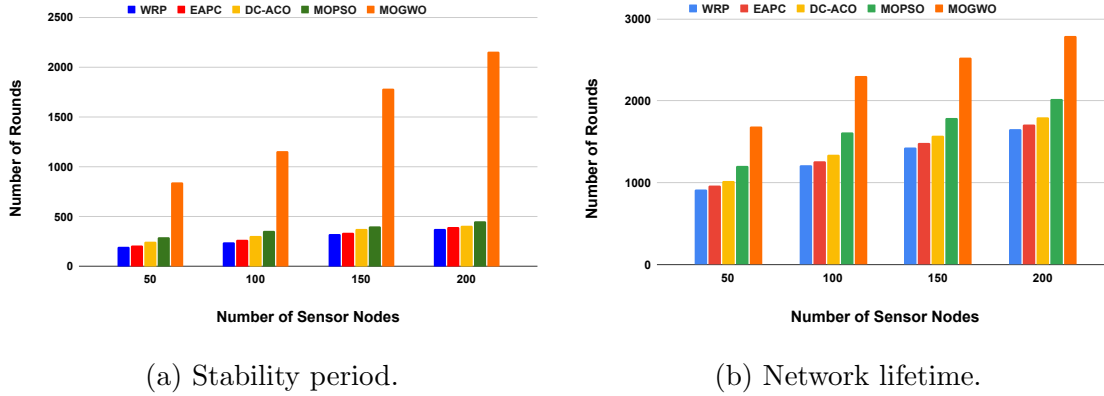 WRP EAPC DC-ACO MOPSO MOGWO
2500
2000
1500
1000
500
0
Number of Rounds
50 100 150 200
Number of Sensor Nodes
(a) Stability period.
WRP EAPC DC-ACO MOPSO MOGWO
3000
2000
1000
0
Number of Rounds
50 100 150 200
Number of Sensor Nodes
(b) Network lifetime.